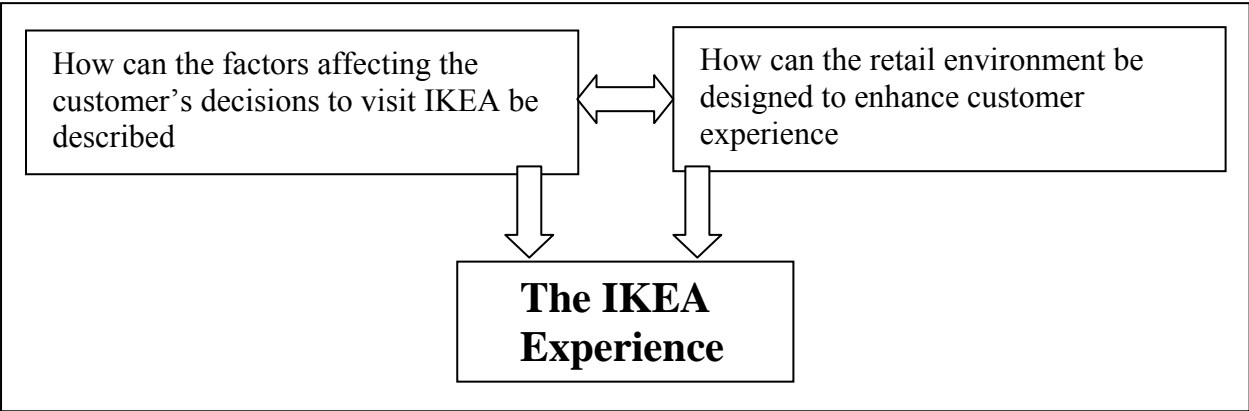 How can the factors affecting the
customer’s decisions to visit IKEA be
described
How can the retail environment be
designed to enhance customer
experience
The IKEA
Experience